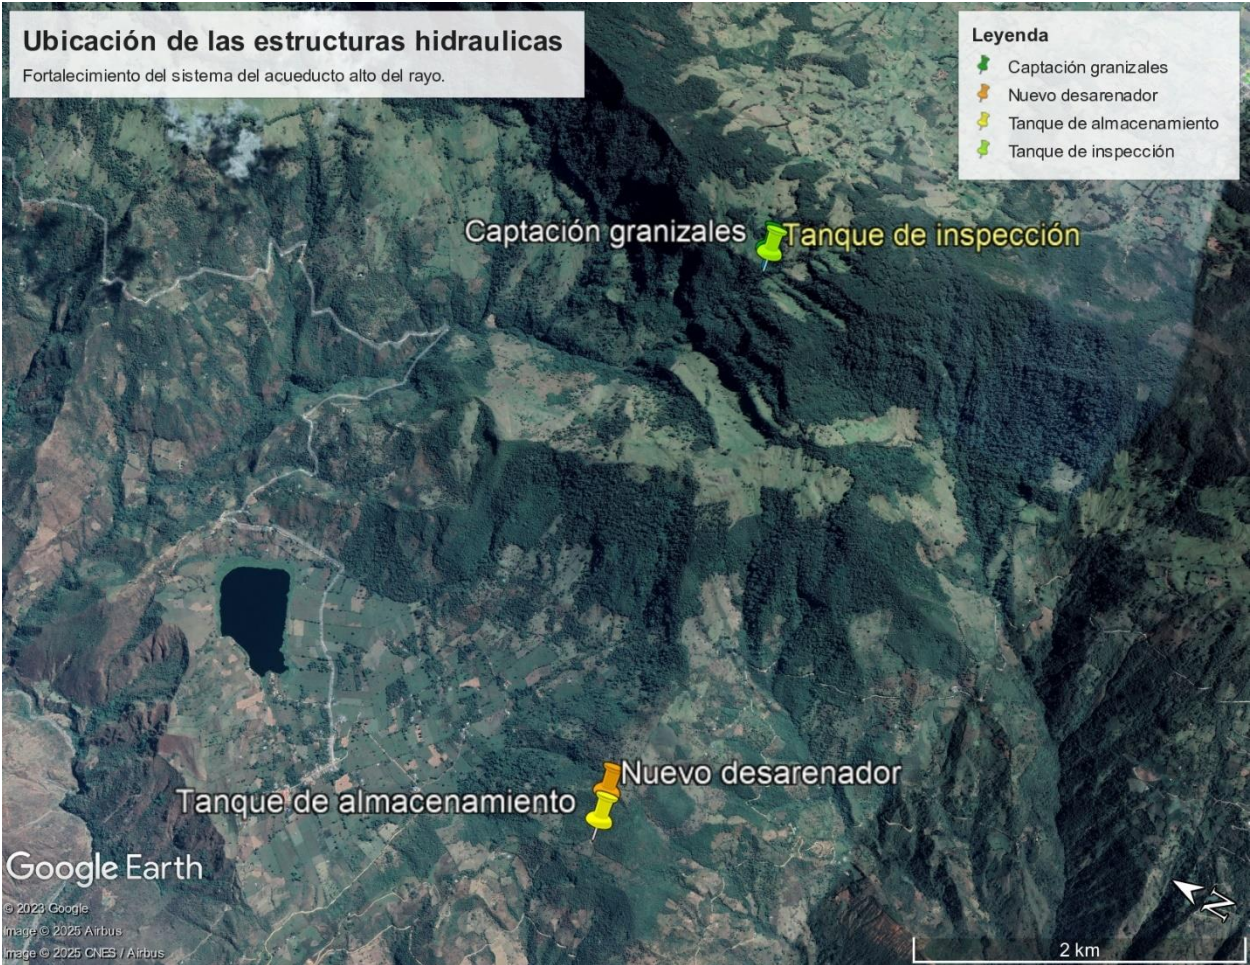 Ubicación de las estructuras hidraulicas
Fortalecimiento del sistema del acueducto alto del rayo.
Leyenda
Captación granizales
Nuevo desarenador
Tanque de almacenamiento
Tanque de inspección
Captación granizales
Tanque de inspección
Nuevo desarenador
Tanque de almacenamiento
Google Earth
© 2023 Google
Image © 2025 Airbus
Image © 2025 CNES / Airbus
N
2 km